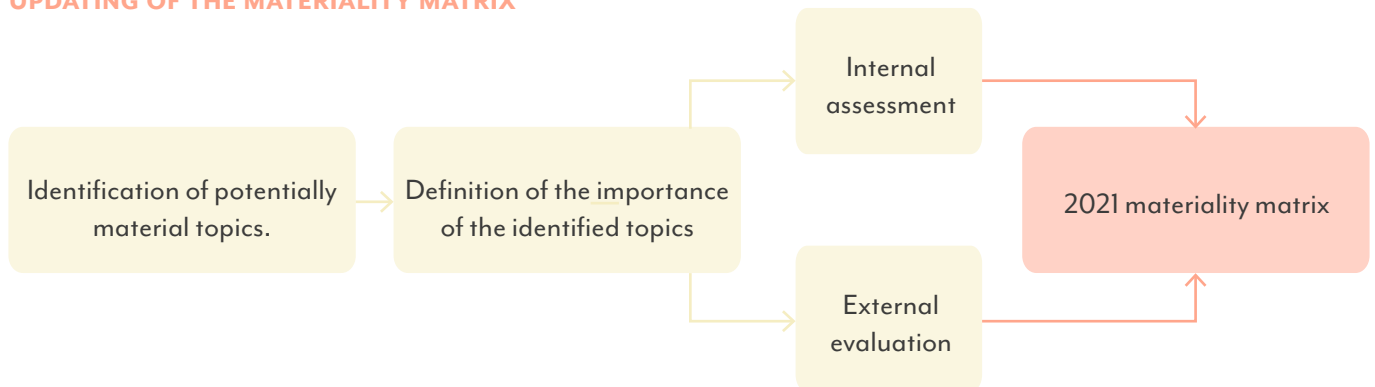 UPDATING OF THE MATERIALITY MATRIX
Internal
assessment
Identification of potentially
material topics.
Definition of the importance
of the identified topics
2021 materiality matrix
External
evaluation